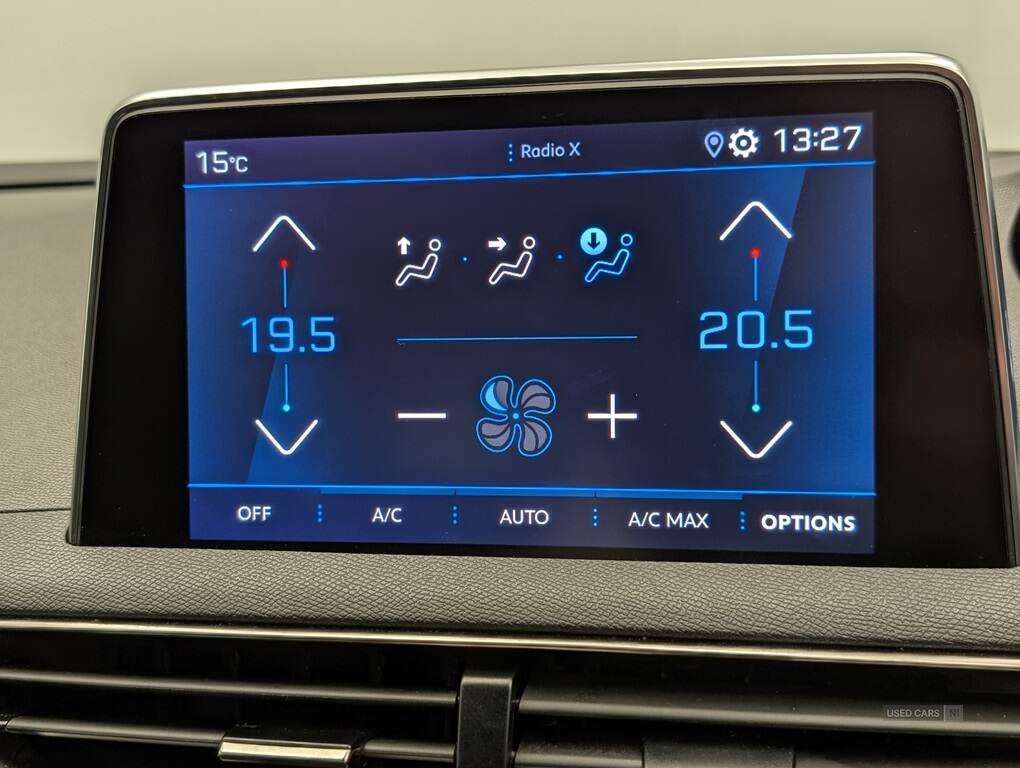 15°C
Radio X
13:27
19.5
20.5
OFF
A/C
AUTO
A/C MAX
OPTIONS
USED CARS NI